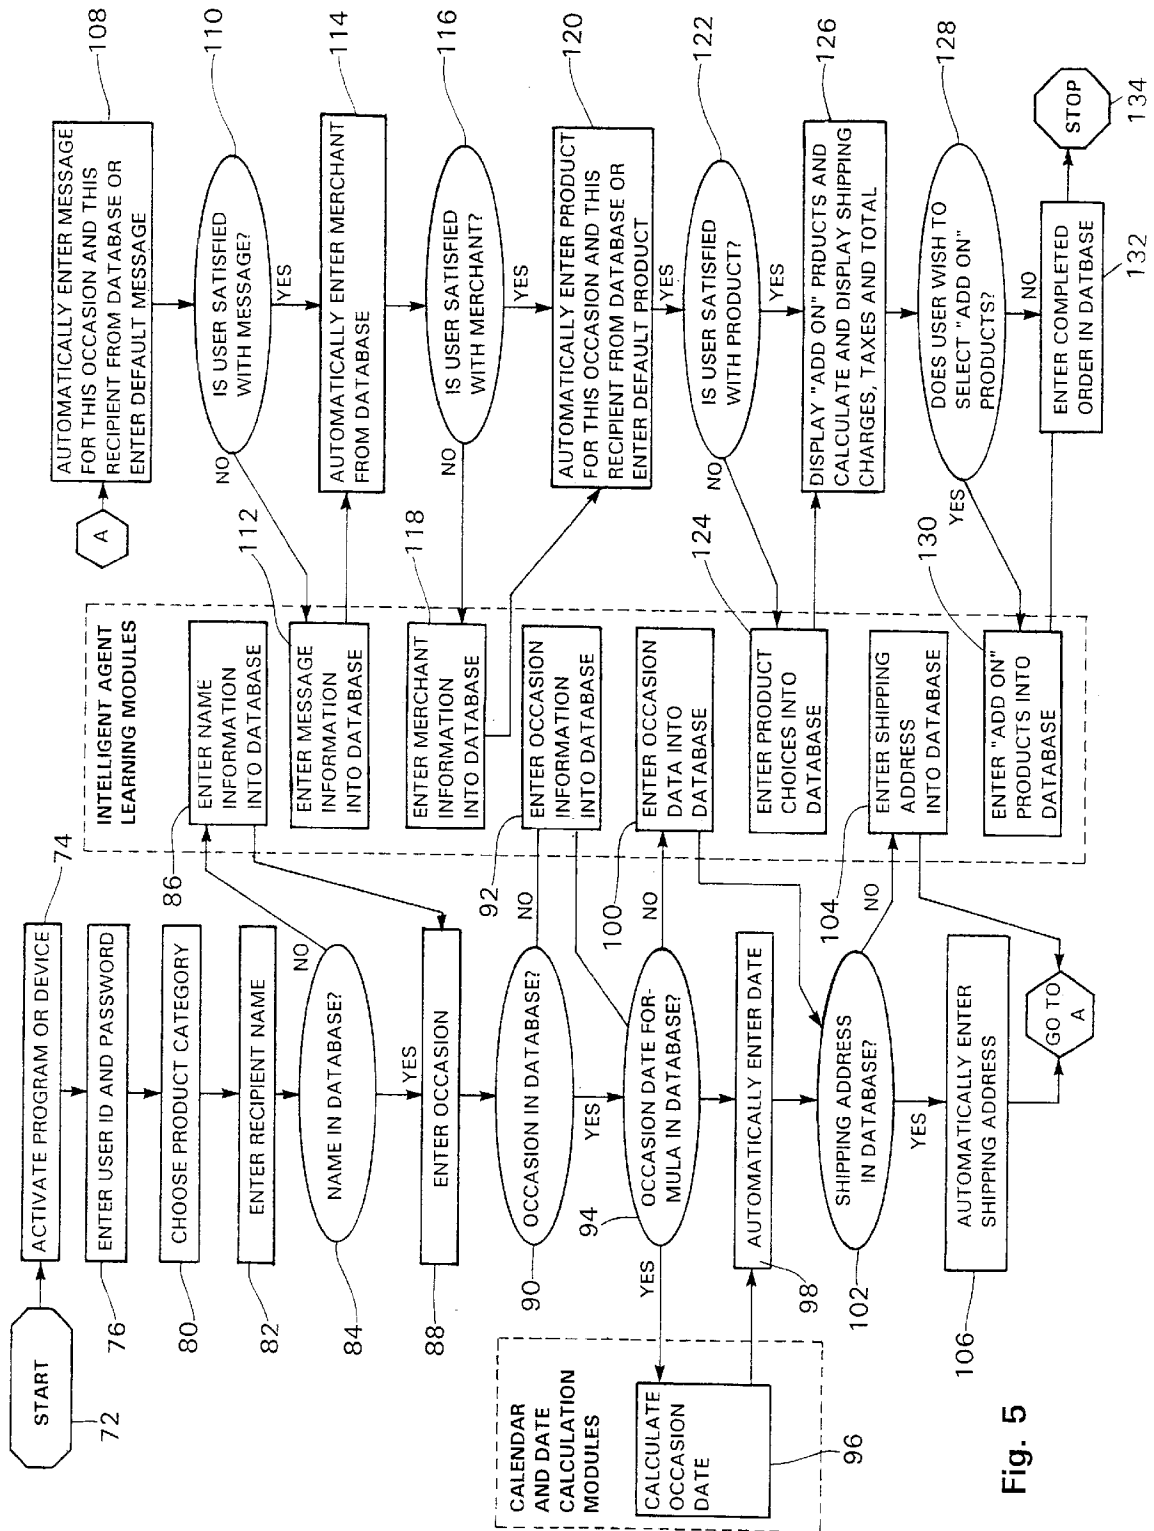 START
72
ACTIVATE PROGRAM OR DEVICE
74
ENTER USER ID AND PASSWORD
76
CHOOSE PRODUCT CATEGORY
80
ENTER RECIPIENT NAME
82
NAME IN DATABASE?
84
NO
YES
ENTER OCCASION
88
OCCASION IN DATABASE?
90
NO
YES
OCCASION DATE FOR-
MULA IN DATABASE?
94
YES
NO
AUTOMATICALLY ENTER DATE
98
SHIPPING ADDRESS
IN DATABASE?
102
NO
YES
AUTOMATICALLY ENTER
SHIPPING ADDRESS
106
GO TO
A
CALENDAR
AND DATE
CALCULATION
MODULES
CALCULATE
OCCASION
DATE
96
INTELLIGENT AGENT
LEARNING MODULES
ENTER NAME
INFORMATION
INTO DATABASE
86
ENTER MESSAGE
INFORMATION
INTO DATABASE
112
ENTER MERCHANT
INFORMATION
INTO DATABASE
118
ENTER OCCASION
INFORMATION
INTO DATABASE
92
ENTER OCCASION
DATA INTO
DATABASE
100
ENTER PRODUCT
CHOICES INTO
DATABASE
124
ENTER SHIPPING
ADDRESS
INTO DATABASE
104
ENTER "ADD ON"
PRODUCTS INTO
DATABASE
130
A
AUTOMATICALLY ENTER MESSAGE
FOR THIS OCCASION AND THIS
RECIPIENT FROM DATABASE OR
ENTER DEFAULT MESSAGE
108
IS USER SATISFIED
WITH MESSAGE?
110
NO
YES
AUTOMATICALLY ENTER MERCHANT
FROM DATABASE
114
IS USER SATISFIED
WITH MERCHANT?
116
NO
YES
AUTOMATICALLY ENTER PRODUCT
FOR THIS OCCASION AND THIS
RECIPIENT FROM DATABASE OR
ENTER DEFAULT PRODUCT
120
YES
IS USER SATISFIED
WITH PRODUCT?
122
NO
YES
DISPLAY "ADD ON" PRDUCTS AND
CALCULATE AND DISPLAY SHIPPING
CHARGES, TAXES AND TOTAL
126
DOES USER WISH TO
SELECT "ADD ON"
PRODUCTS?
128
YES
NO
ENTER COMPLETED
ORDER IN DATBASE
132
STOP
134
Fig. 5